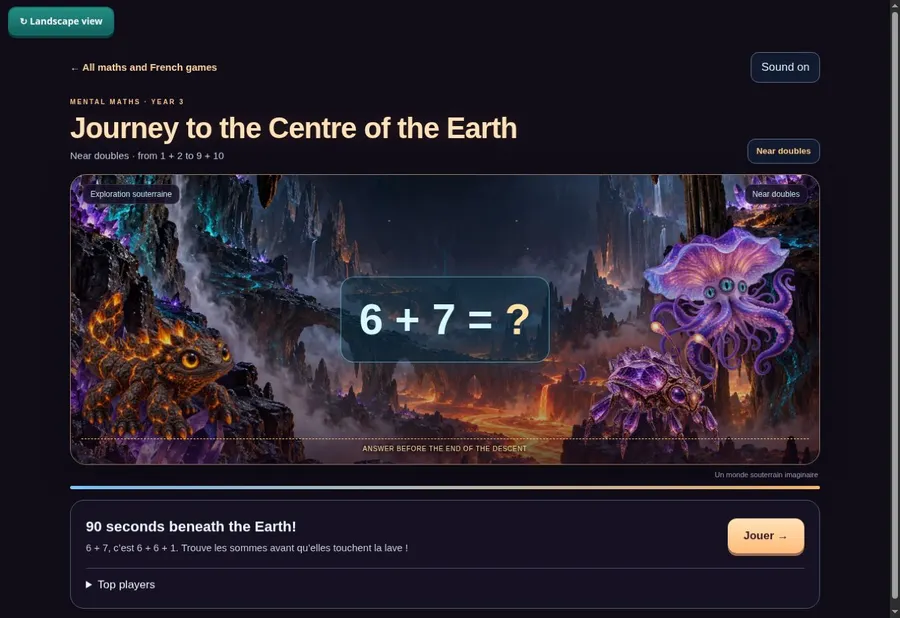 ↻ Landscape view
← All maths and French games
Sound on
MENTAL MATHS · YEAR 3
Journey to the Centre of the Earth
Near doubles · from 1 + 2 to 9 + 10
Near doubles
Exploration souterraine
Near doubles
6 + 7 = ?
ANSWER BEFORE THE END OF THE DESCENT
Un monde souterrain imaginaire
90 seconds beneath the Earth!
6 + 7, c'est 6 + 6 + 1. Trouve les sommes avant qu'elles touchent la lave !
Jouer →
▶ Top players